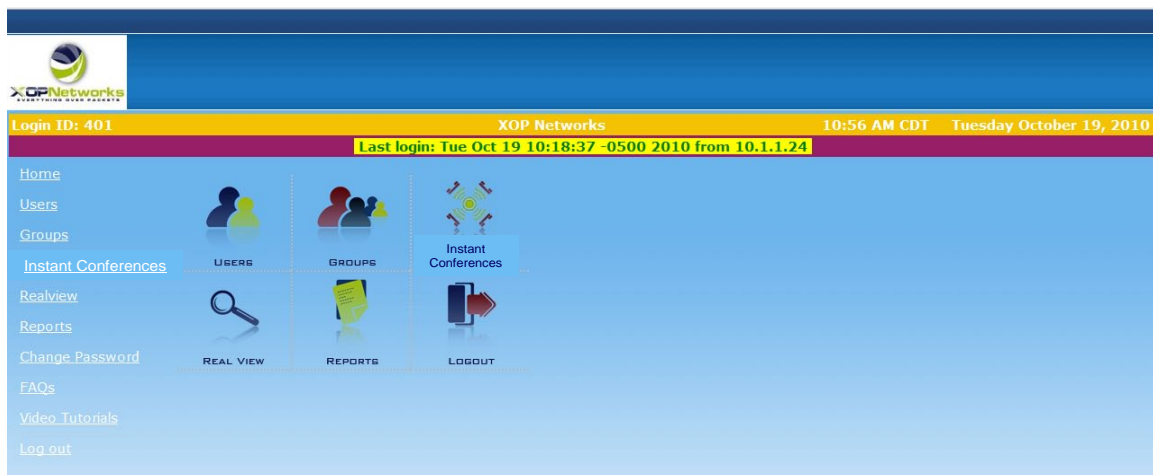 XOPNetworks
EVERYTHING OVER PACKETS
Login ID: 401 XOP Networks 10:56 AM CDT Tuesday October 19, 2010
Last login: Tue Oct 19 10:18:37 -0500 2010 from 10.1.1.24
Home
Users
Groups
Instant Conferences
Realview
Reports
Change Password
FAQs
Video Tutorials
Log out
USERS
GROUPS
Instant
Conferences
REAL VIEW
REPORTS
LOGOUT